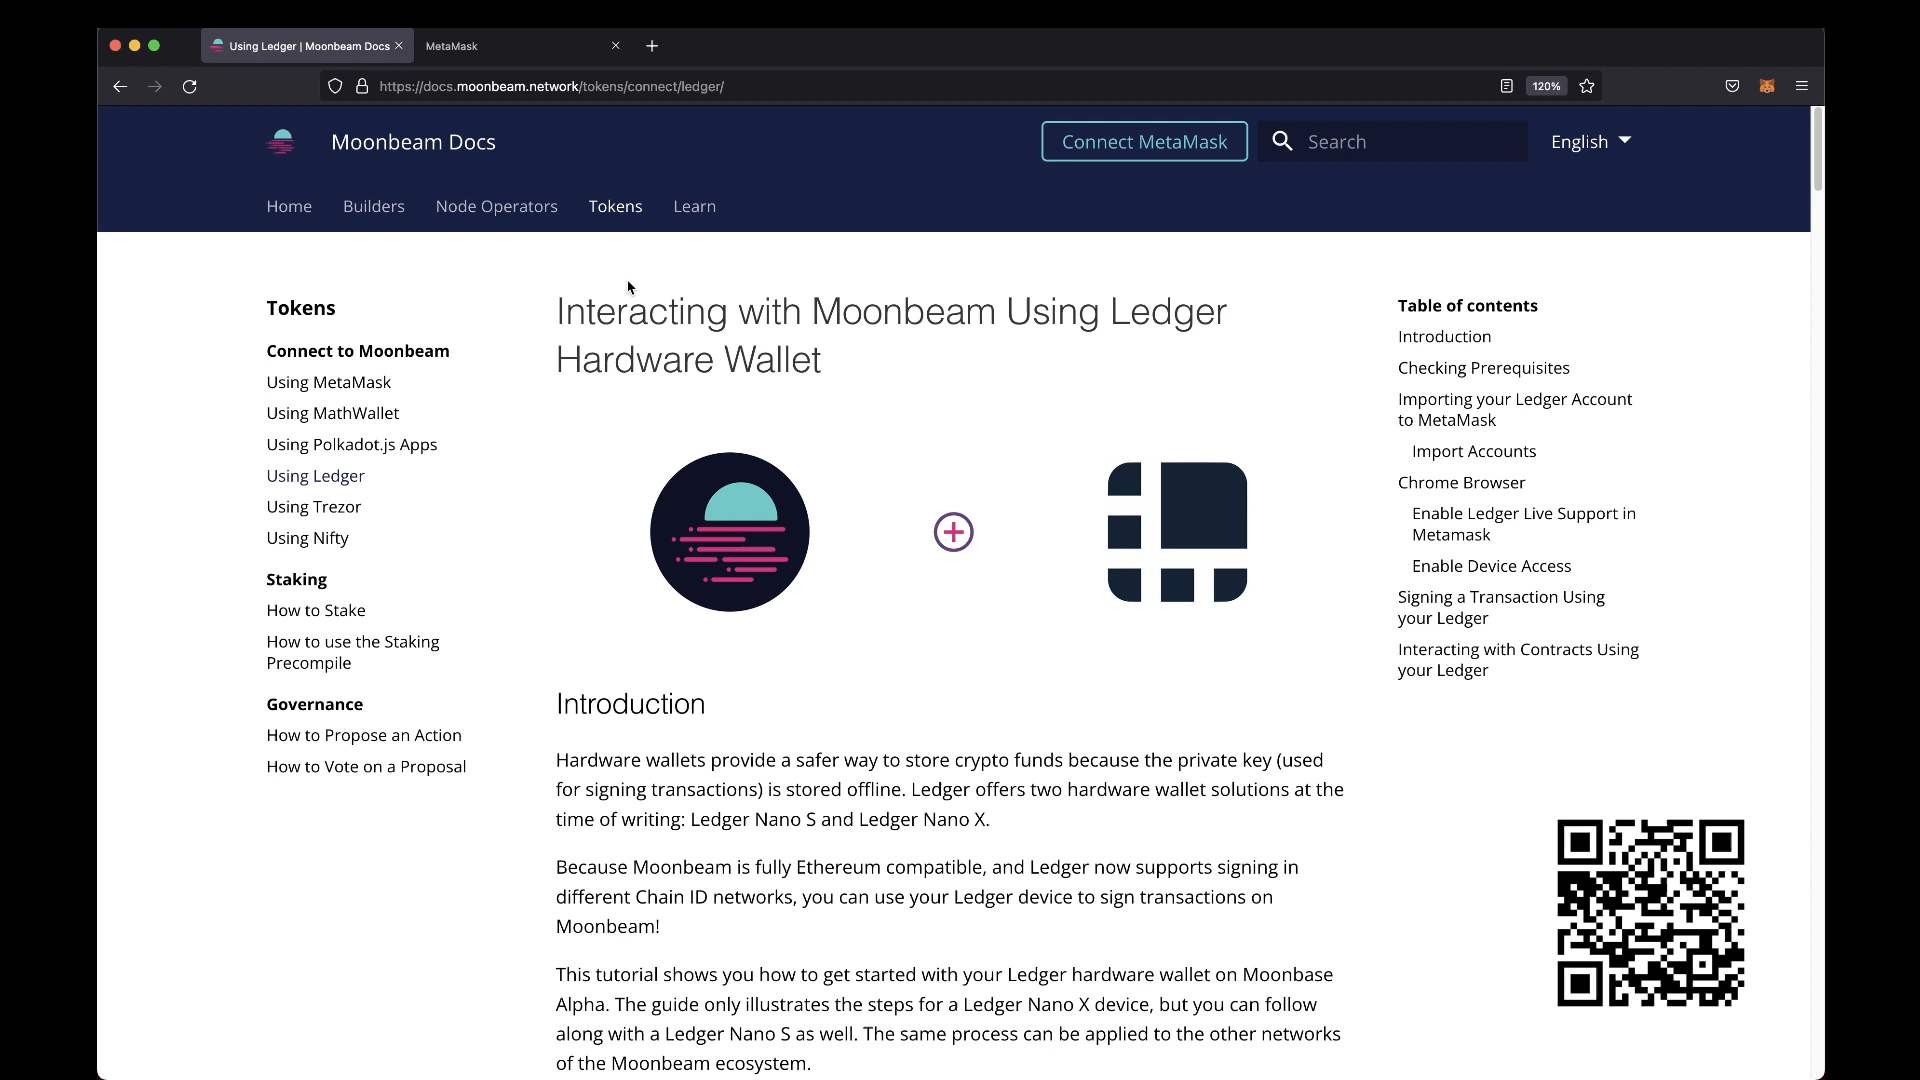 Using Ledger | Moonbeam Docs
MetaMask
https://docs.moonbeam.network/tokens/connect/ledger/
120%
Moonbeam Docs
Connect MetaMask
Search
English
Home
Builders
Node Operators
Tokens
Learn
Tokens
Connect to Moonbeam
Using MetaMask
Using MathWallet
Using Polkadot.js Apps
Using Ledger
Using Trezor
Using Nifty
Staking
How to Stake
How to use the Staking
Precompile
Governance
How to Propose an Action
How to Vote on a Proposal
Interacting with Moonbeam Using Ledger
Hardware Wallet
Introduction
Hardware wallets provide a safer way to store crypto funds because the private key (used
for signing transactions) is stored offline. Ledger offers two hardware wallet solutions at the
time of writing: Ledger Nano S and Ledger Nano X.
Because Moonbeam is fully Ethereum compatible, and Ledger now supports signing in
different Chain ID networks, you can use your Ledger device to sign transactions on
Moonbeam!
This tutorial shows you how to get started with your Ledger hardware wallet on Moonbase
Alpha. The guide only illustrates the steps for a Ledger Nano X device, but you can follow
along with a Ledger Nano S as well. The same process can be applied to the other networks
of the Moonbeam ecosystem.
Table of contents
Introduction
Checking Prerequisites
Importing your Ledger Account
to MetaMask
Import Accounts
Chrome Browser
Enable Ledger Live Support in
Metamask
Enable Device Access
Signing a Transaction Using
your Ledger
Interacting with Contracts Using
your Ledger